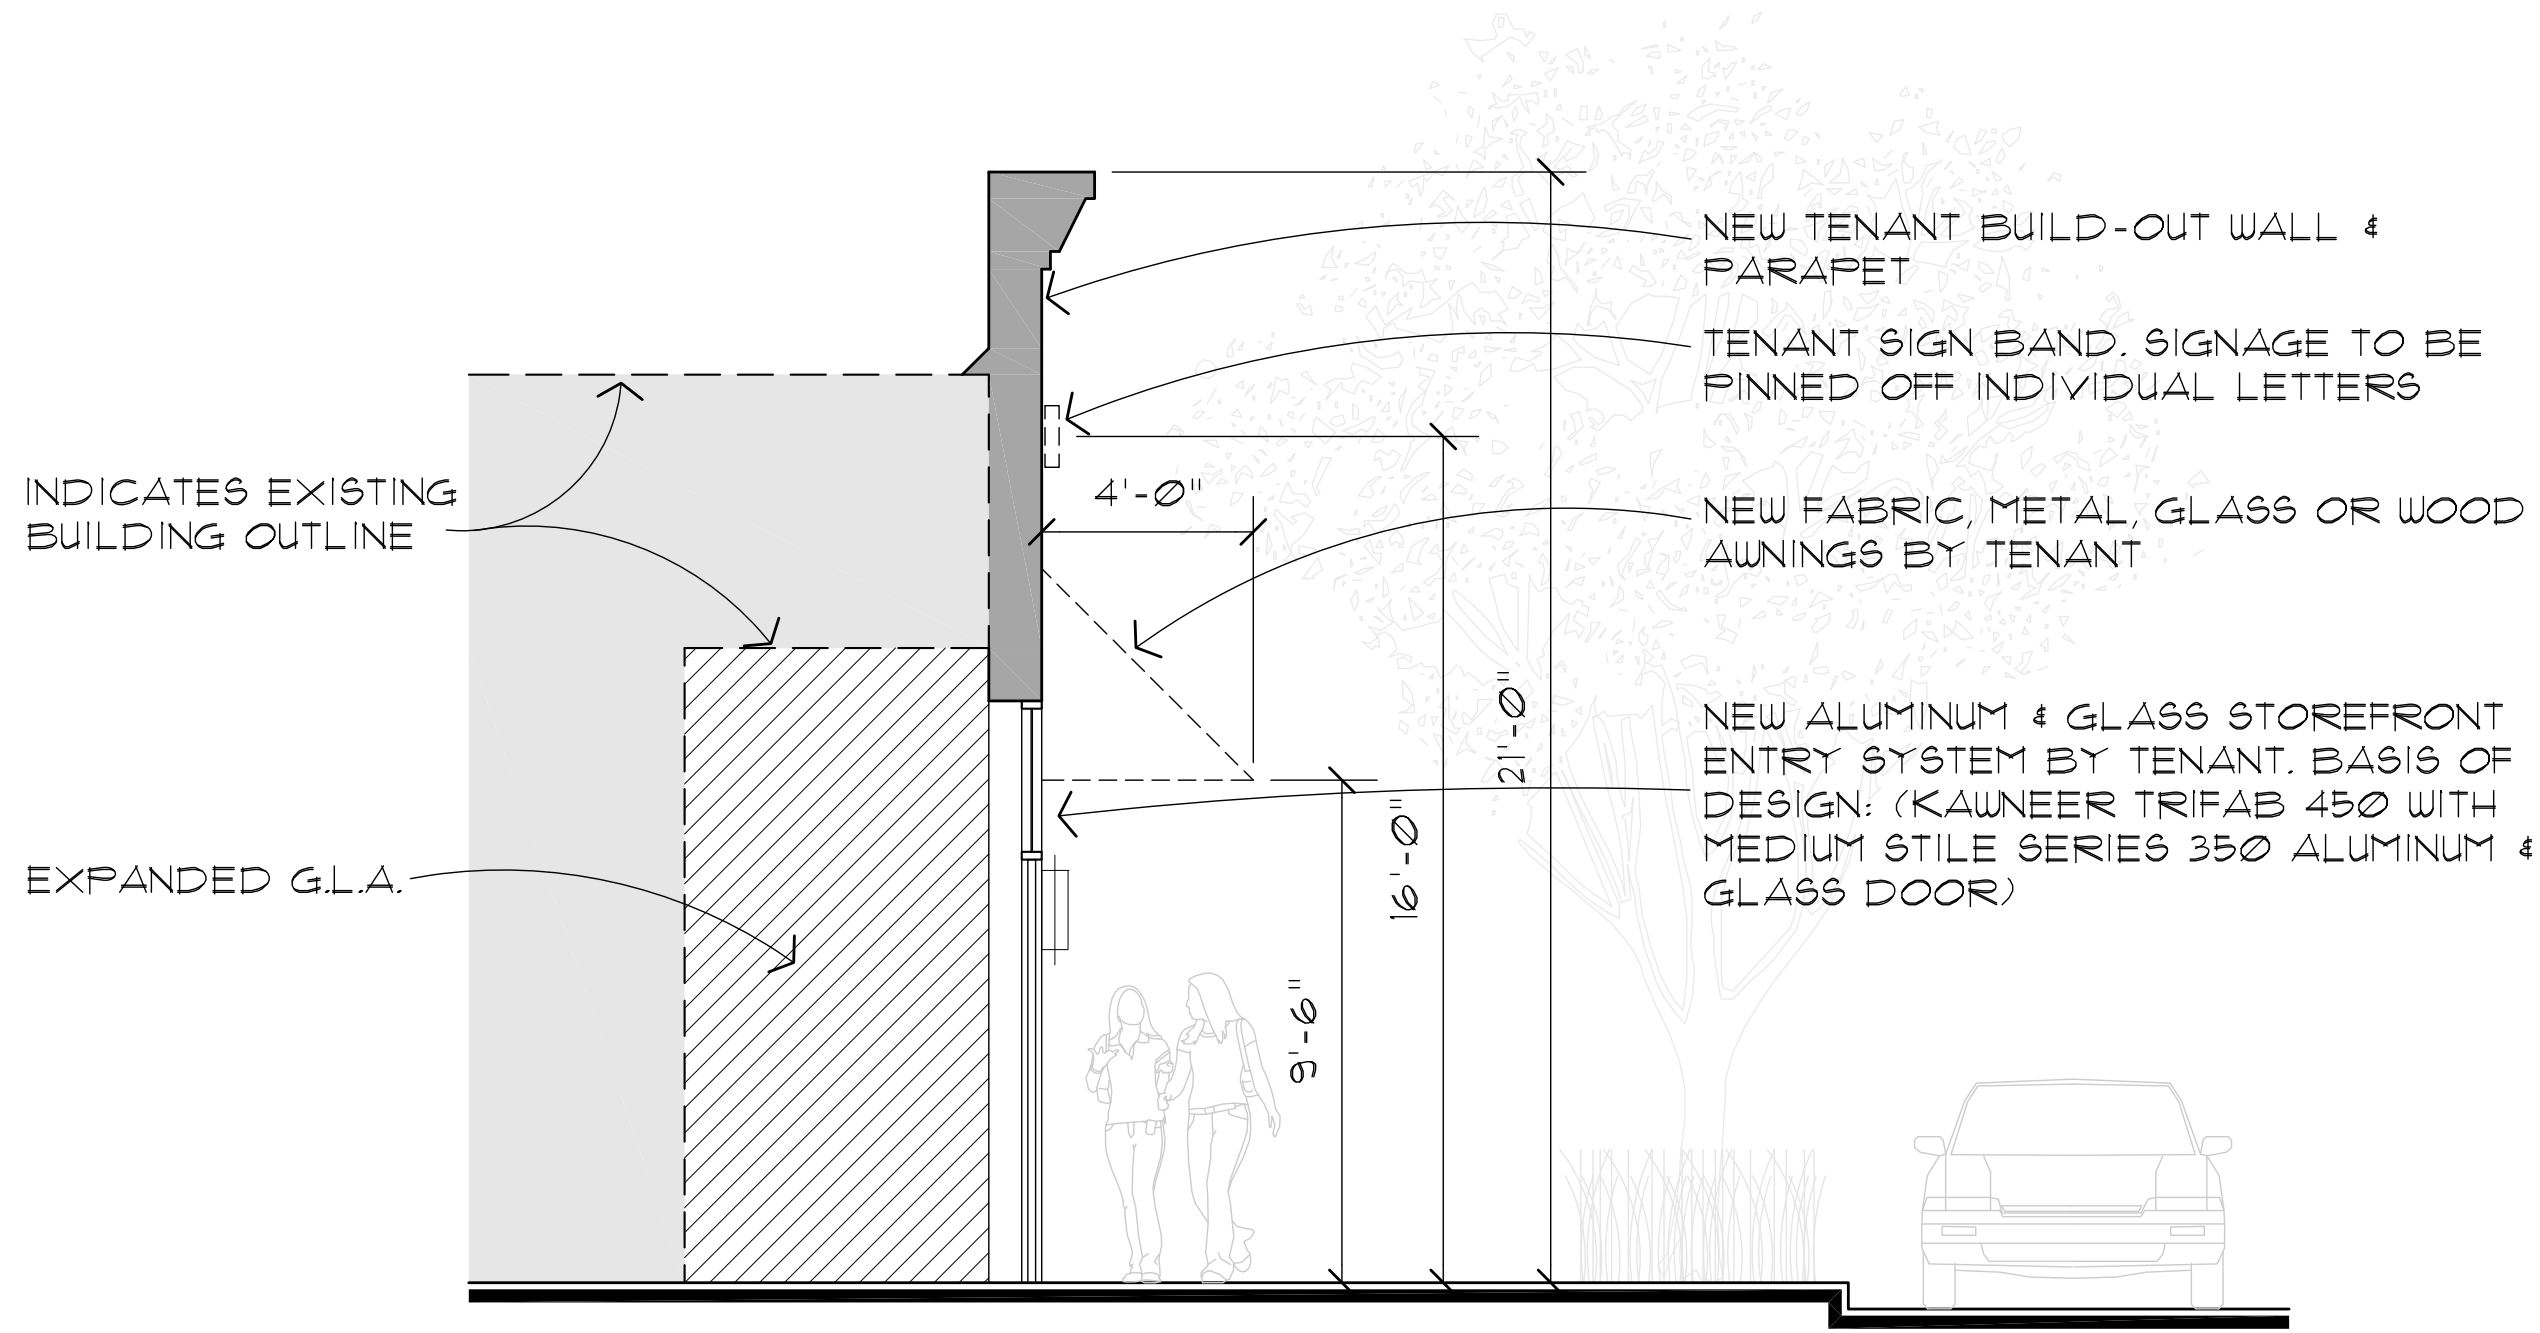 NEW TENANT BUILD-OUT WALL &
PARAPET
TENANT SIGN BAND. SIGNAGE TO BE
PINNED OFF INDIVIDUAL LETTERS
4'-0"
INDICATES EXISTING
BUILDING OUTLINE
NEW FABRIC, METAL, GLASS OR WOOD
AWNINGS BY TENANT
21'-0"
16'-0"
9'-6"
NEW ALUMINUM & GLASS STOREFRONT
ENTRY SYSTEM BY TENANT. BASIS OF
DESIGN: (KAWNEER TRIFAB 450 WITH
MEDIUM STILE SERIES 350 ALUMINUM &
GLASS DOOR)
EXPANDED G.L.A.